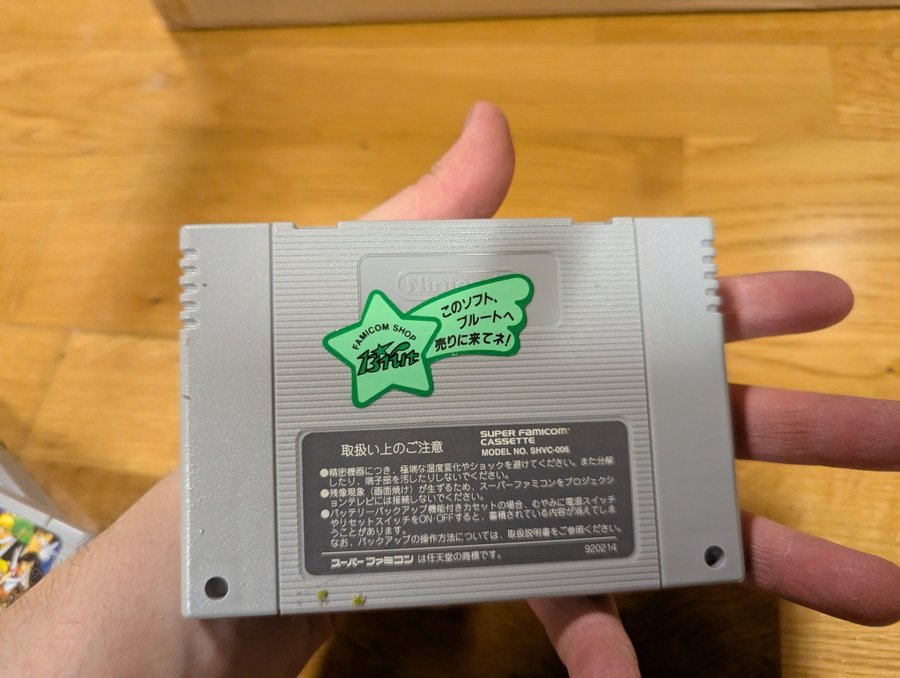 Nin
FAMICOM SHOP
このソフト、
ブルートへ
売りに来てネ!
取扱い上のご注意
SUPER FAMICOM
CASSETTE
MODEL NO. SHVC-006
●精密機器につき、極端な温度変化やショックを避けてください。また分解
したり、端子部を汚したりしないでください。
●残像現象(画面焼け)が生ずるため、スーパーファミコンをプロジェクシ
ョンテレビには接続しないでください。
●バッテリーバックアップ機能付きカセットの場合、むやみに電源スイッチ
やリセットスイッチをON・OFFすると、蓄積されている内容が消えてしま
うことがあります。
なお、バックアップの操作方法については、取扱説明書をご参照ください。
920214
スーパーファミコン は任天堂の商標です。